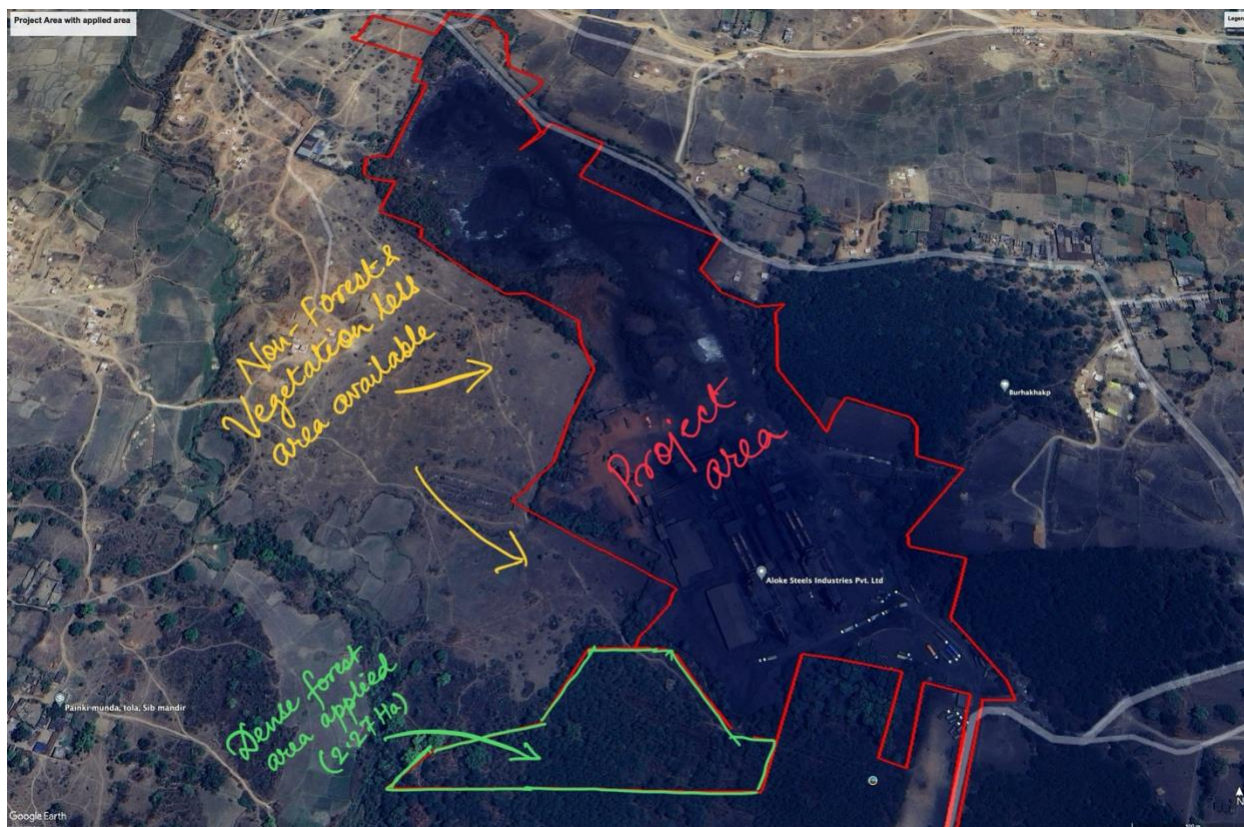 Project Area with applied area
Legend
Non-Forest &
Vegetation less
area available
Project
area
Burhakhakp
Aloke Steels Industries Pvt. Ltd
Painki munda, tola, Sib mandir
Dense forest
area applied
(2.27 Ha)
Google Earth
N